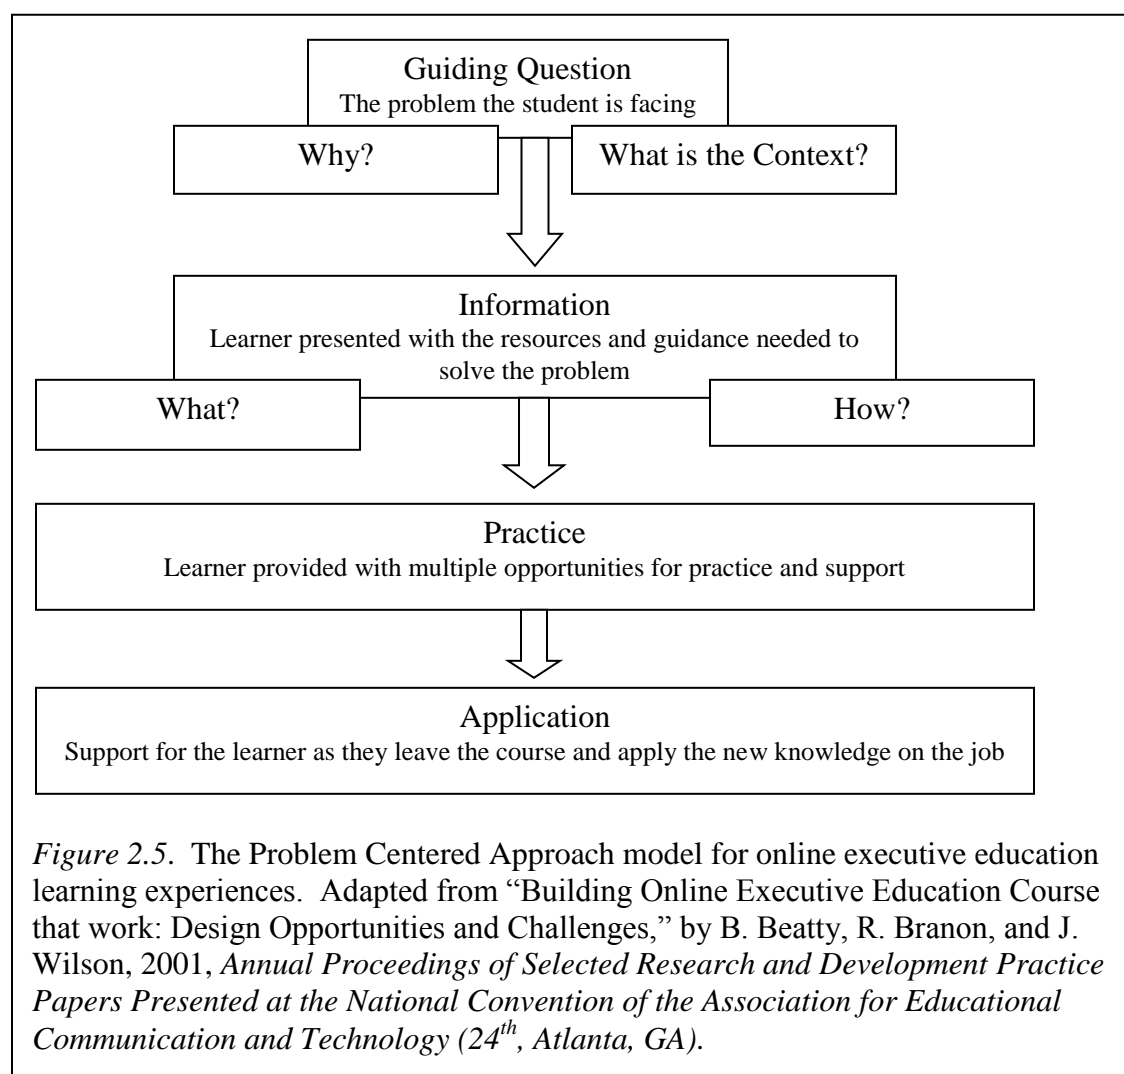 Guiding Question
The problem the student is facing
Why?
What is the Context?
Information
Learner presented with the resources and guidance needed to
solve the problem
What?
How?
Practice
Learner provided with multiple opportunities for practice and support
Application
Support for the learner as they leave the course and apply the new knowledge on the job
Figure 2.5. The Problem Centered Approach model for online executive education
learning experiences. Adapted from “Building Online Executive Education Course
that work: Design Opportunities and Challenges,” by B. Beatty, R. Branon, and J.
Wilson, 2001, Annual Proceedings of Selected Research and Development Practice
Papers Presented at the National Convention of the Association for Educational
Communication and Technology (24th, Atlanta, GA).